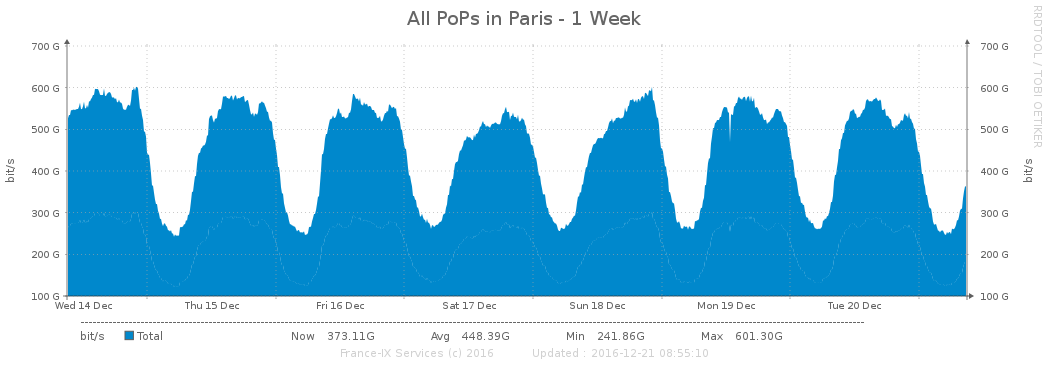 All PoPs in Paris - 1 Week
RRDTOOL / TOBI OETIKER
bit/s
700 G
600 G
500 G
400 G
300 G
200 G
100 G
700 G
600 G
500 G
400 G
300 G
200 G
100 G
bit/s
Wed 14 Dec Thu 15 Dec Fri 16 Dec Sat 17 Dec Sun 18 Dec Mon 19 Dec Tue 20 Dec
bit/s Total Now 373.11G Avg 448.39G Min 241.86G Max 601.30G
France-IX Services (c) 2016 Updated : 2016-12-21 08:55:10